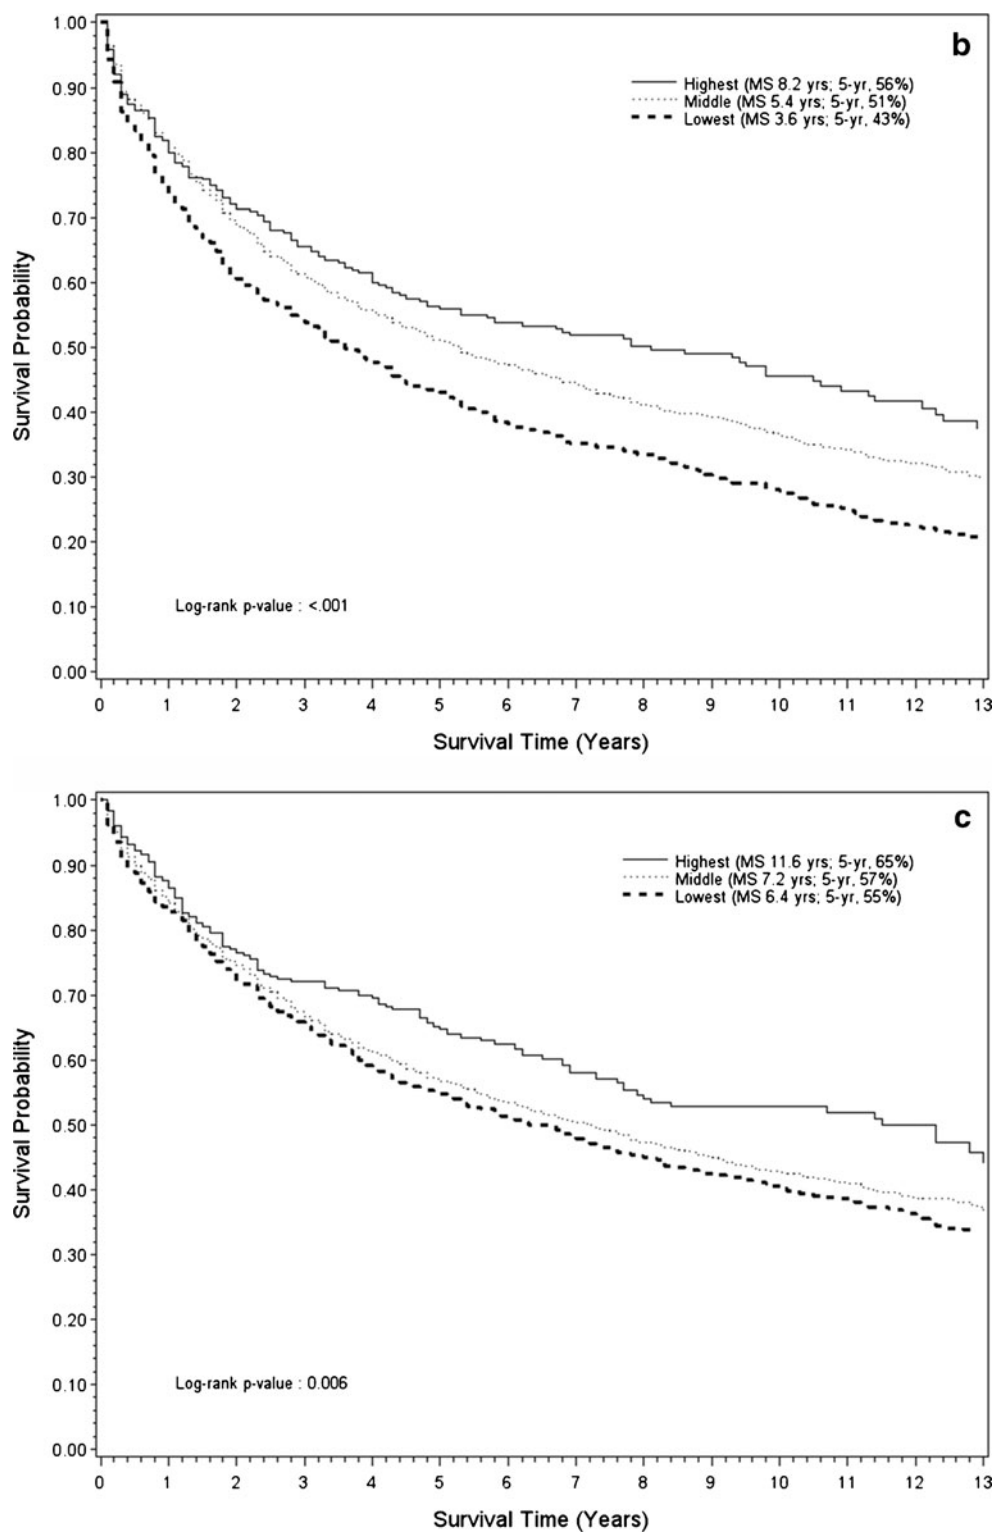 b
1.00
0.90
0.80
0.70
0.60
0.50
0.40
0.30
0.20
0.10
0.00
Survival Probability
Highest (MS 8.2 yrs; 5-yr, 56%)
Middle (MS 5.4 yrs; 5-yr, 51%)
Lowest (MS 3.6 yrs; 5-yr, 43%)
Log-rank p-value : <.001
0 1 2 3 4 5 6 7 8 9 10 11 12 13
Survival Time (Years)
c
1.00
0.90
0.80
0.70
0.60
0.50
0.40
0.30
0.20
0.10
0.00
Survival Probability
Highest (MS 11.6 yrs; 5-yr, 65%)
Middle (MS 7.2 yrs; 5-yr, 57%)
Lowest (MS 6.4 yrs; 5-yr, 55%)
Log-rank p-value : 0.006
0 1 2 3 4 5 6 7 8 9 10 11 12 13
Survival Time (Years)